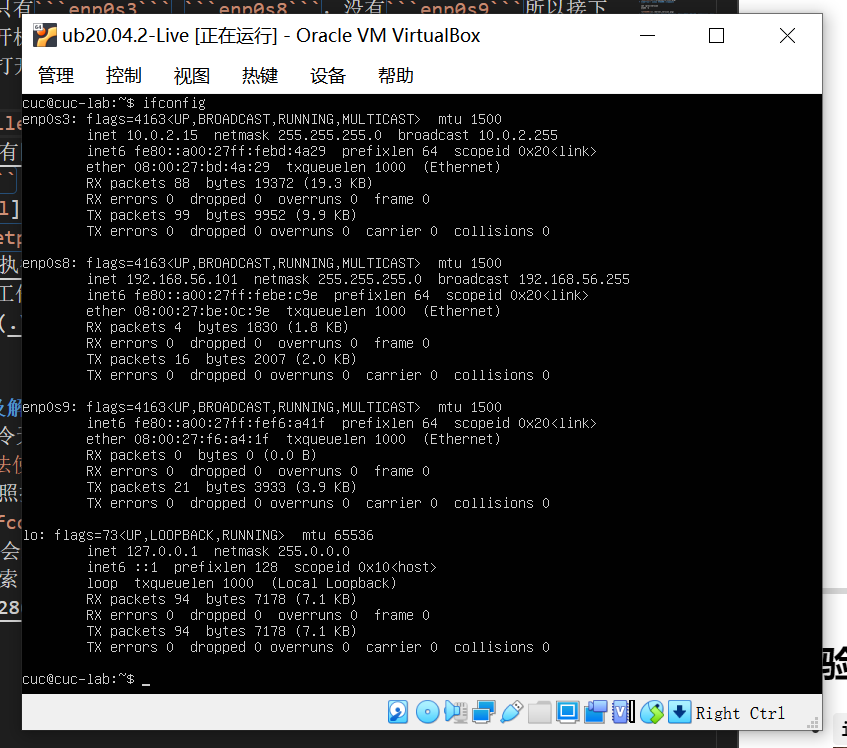 只有```enp0s3``` ```enp0s8```，没有```enp0s9```所以接下
ub20.04.2-Live [正在运行] - Oracle VM VirtualBox
管理 控制 视图 热键 设备 帮助
cuc@cuc-lab:~$ ifconfig
enp0s3: flags=4163<UP,BROADCAST,RUNNING,MULTICAST>  mtu 1500
        inet 10.0.2.15  netmask 255.255.255.0  broadcast 10.0.2.255
        inet6 fe80::a00:27ff:febd:4a29  prefixlen 64  scopeid 0x20<link>
        ether 08:00:27:bd:4a:29  txqueuelen 1000  (Ethernet)
        RX packets 88  bytes 19372 (19.3 KB)
        RX errors 0  dropped 0  overruns 0  frame 0
        TX packets 99  bytes 9952 (9.9 KB)
        TX errors 0  dropped 0 overruns 0  carrier 0  collisions 0
enp0s8: flags=4163<UP,BROADCAST,RUNNING,MULTICAST>  mtu 1500
        inet 192.168.56.101  netmask 255.255.255.0  broadcast 192.168.56.255
        inet6 fe80::a00:27ff:febe:c9e  prefixlen 64  scopeid 0x20<link>
        ether 08:00:27:be:0c:9e  txqueuelen 1000  (Ethernet)
        RX packets 4  bytes 1830 (1.8 KB)
        RX errors 0  dropped 0  overruns 0  frame 0
        TX packets 16  bytes 2007 (2.0 KB)
        TX errors 0  dropped 0 overruns 0  carrier 0  collisions 0
enp0s9: flags=4163<UP,BROADCAST,RUNNING,MULTICAST>  mtu 1500
        inet6 fe80::a00:27ff:fef6:a41f  prefixlen 64  scopeid 0x20<link>
        ether 08:00:27:f6:a4:1f  txqueuelen 1000  (Ethernet)
        RX packets 0  bytes 0 (0.0 B)
        RX errors 0  dropped 0  overruns 0  frame 0
        TX packets 21  bytes 3933 (3.9 KB)
        TX errors 0  dropped 0 overruns 0  carrier 0  collisions 0
lo: flags=73<UP,LOOPBACK,RUNNING>  mtu 65536
        inet 127.0.0.1  netmask 255.0.0.0
        inet6 ::1  prefixlen 128  scopeid 0x10<host>
        loop  txqueuelen 1000  (Local Loopback)
        RX packets 94  bytes 7178 (7.1 KB)
        RX errors 0  dropped 0  overruns 0  frame 0
        TX packets 94  bytes 7178 (7.1 KB)
        TX errors 0  dropped 0 overruns 0  carrier 0  collisions 0
cuc@cuc-lab:~$ _
Right Ctrl